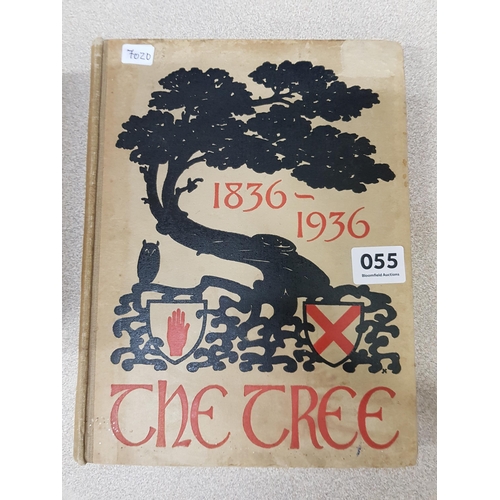 7020
1836-
1936
055
Bloomfield Auctions
THE TREE